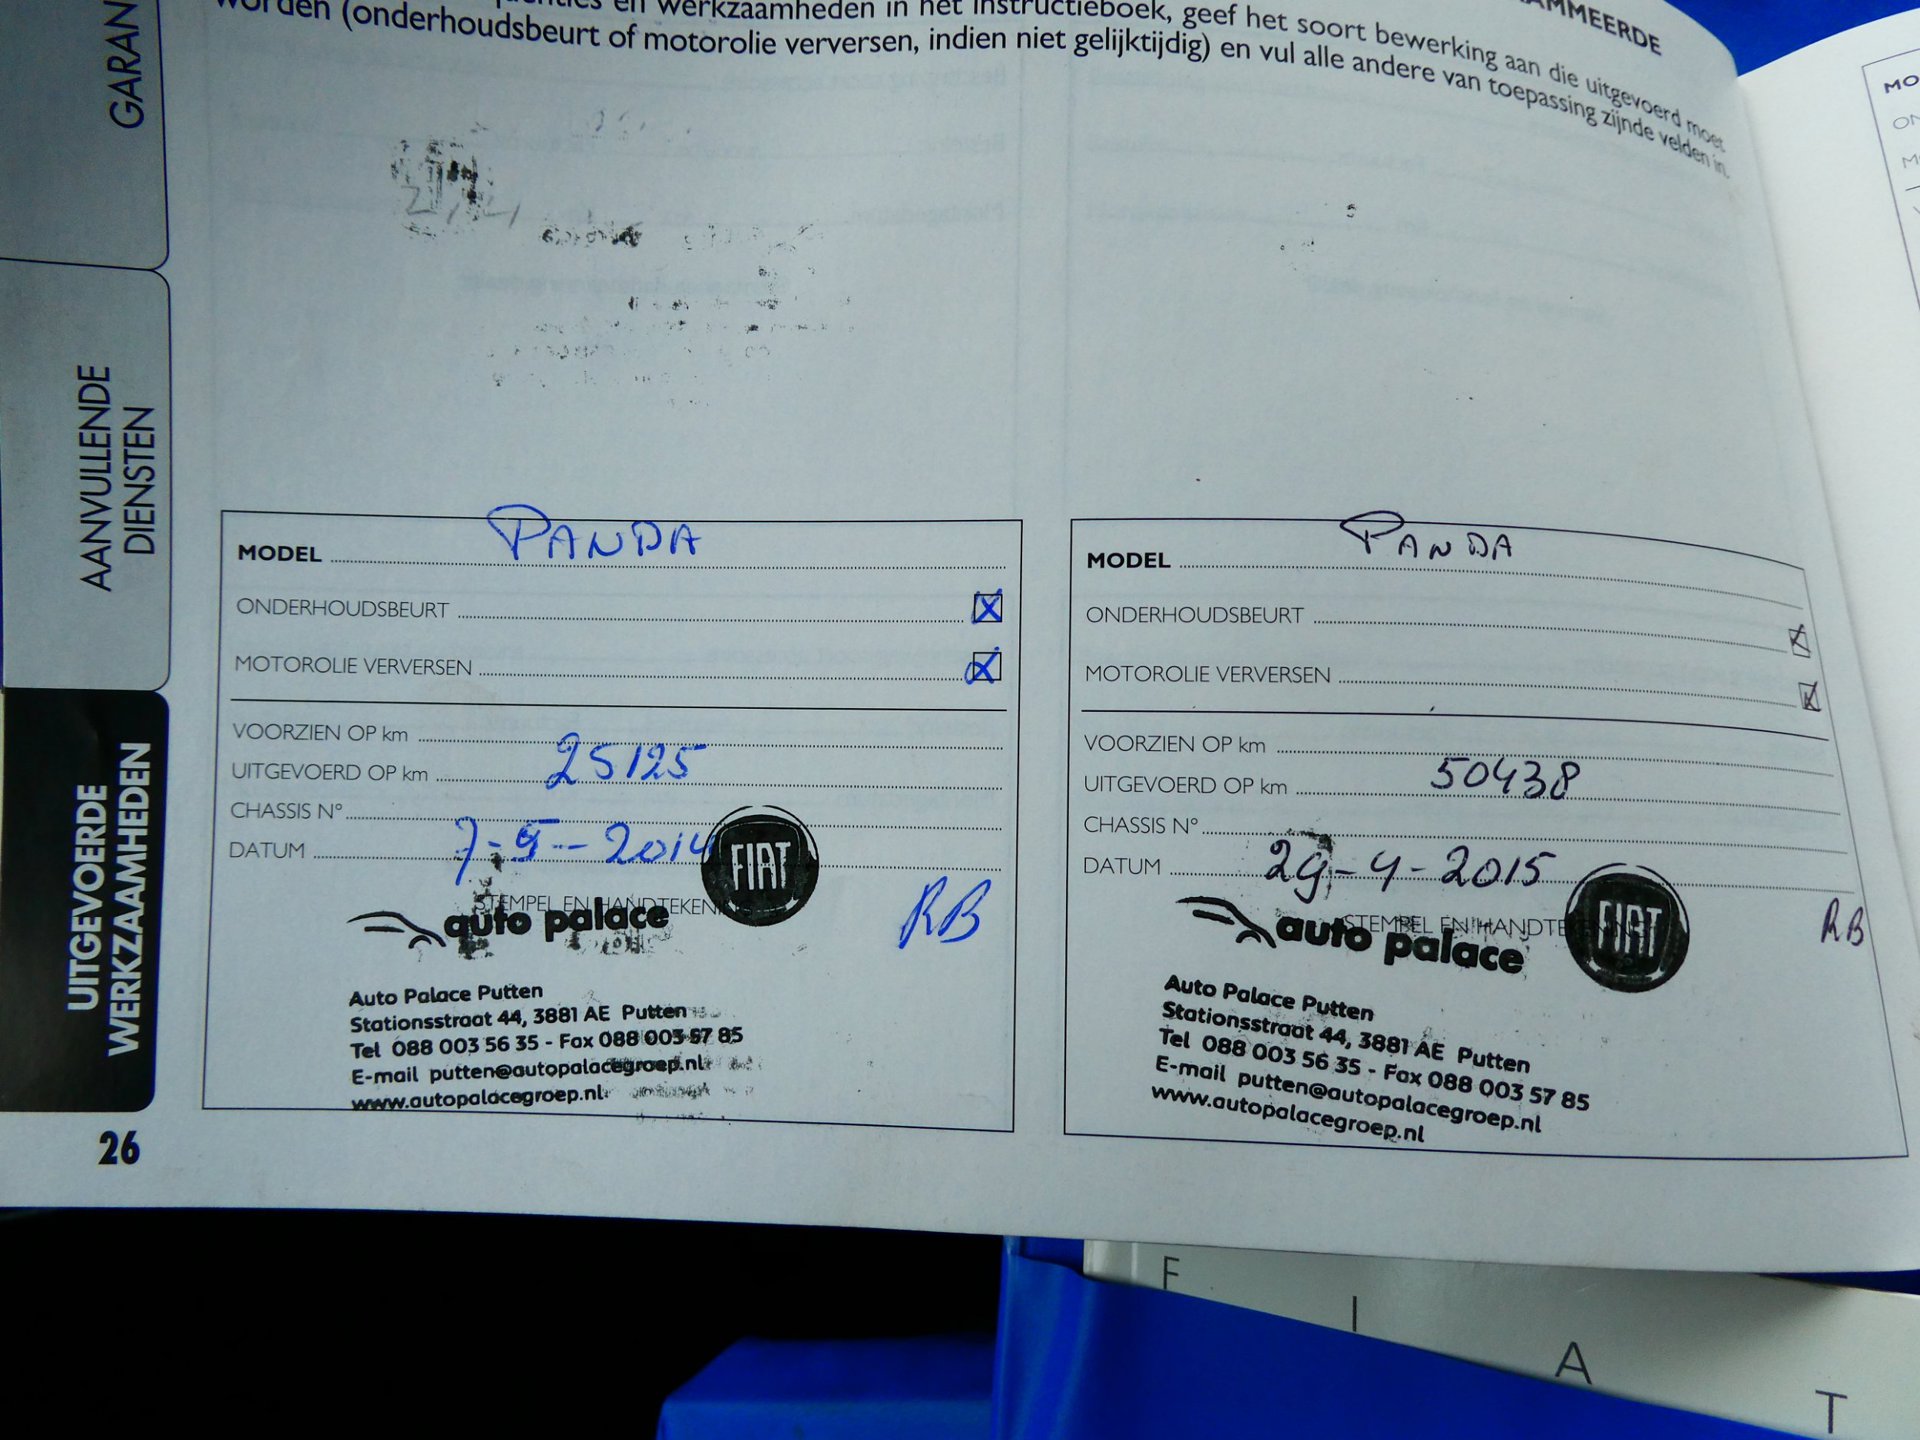 GARAN
AANVULLENDE
DIENSTEN
UITGEVOERDE
WERKZAAMHEDEN
26
en werkzaamheden in het instructieboek, geef het soort bewerking aan die uitgevoerd moet
worden (onderhoudsbeurt of motorolie verversen, indien niet gelijktijdig) en vul alle andere van toepassing zijnde velden in.
MODEL PANDA
ONDERHOUDSBEURT X
MOTOROLIE VERVERSEN X
VOORZIEN OP km
UITGEVOERD OP km 25125
CHASSIS N°
DATUM 7-5-2014
STEMPEL EN HANDTEKENING
auto palace
FIAT
RB
Auto Palace Putten
Stationsstraat 44, 3881 AE Putten
Tel 088 003 56 35 - Fax 088 003 57 85
E-mail putten@autopalacegroep.nl
www.autopalacegroep.nl
MODEL PANDA
ONDERHOUDSBEURT
MOTOROLIE VERVERSEN
VOORZIEN OP km
UITGEVOERD OP km 50438
CHASSIS N°
DATUM 29-4-2015
STEMPEL EN HANDTEKENING
auto palace
FIAT
RB
Auto Palace Putten
Stationsstraat 44, 3881 AE Putten
Tel 088 003 56 35 - Fax 088 003 57 85
E-mail putten@autopalacegroep.nl
www.autopalacegroep.nl
MO
ON
FIAT